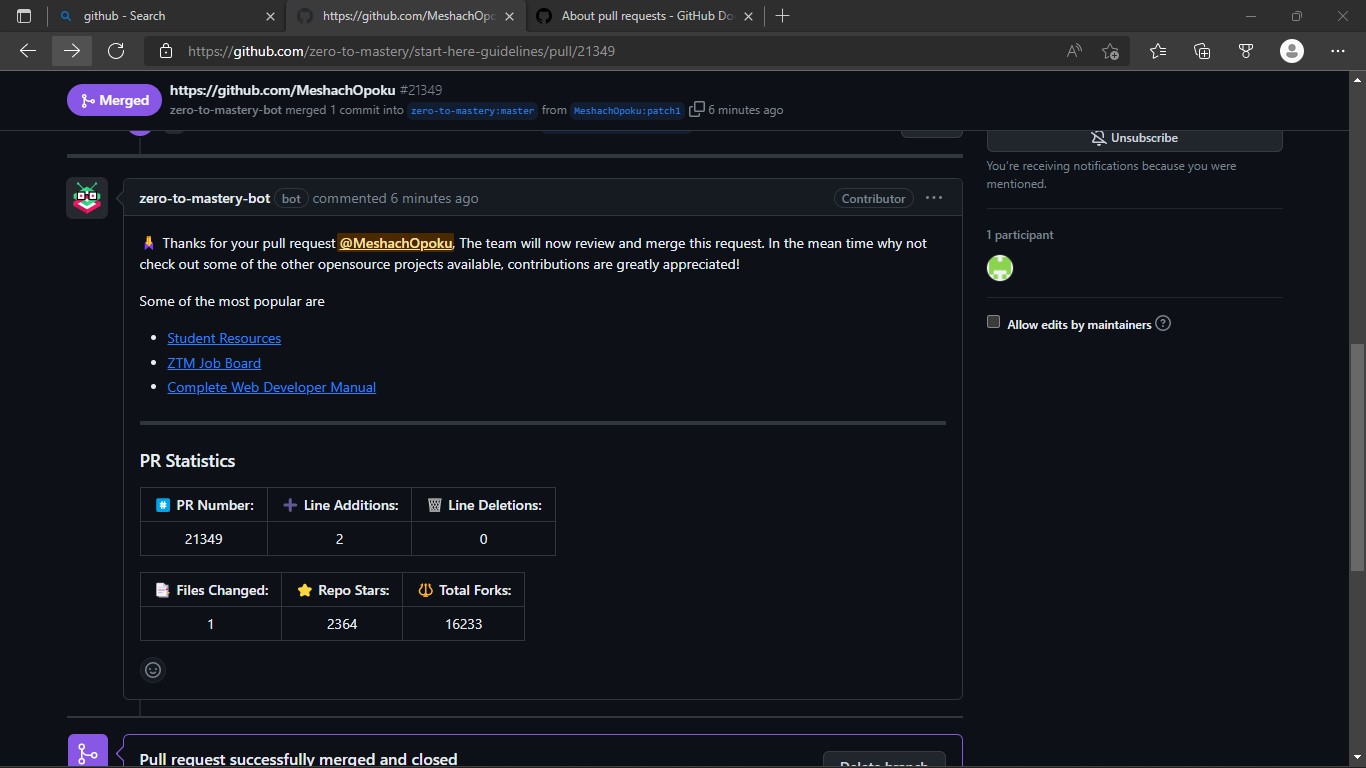 github - Search
https://github.com/MeshachOpo
About pull requests - GitHub Do
https://github.com/zero-to-mastery/start-here-guidelines/pull/21349
Merged
https://github.com/MeshachOpoku #21349
zero-to-mastery-bot merged 1 commit into zero-to-mastery:master from MeshachOpoku:patch1 6 minutes ago
Unsubscribe
You're receiving notifications because you were
mentioned.
zero-to-mastery-bot bot commented 6 minutes ago
Contributor
Thanks for your pull request @MeshachOpoku, The team will now review and merge this request. In the mean time why not
check out some of the other opensource projects available, contributions are greatly appreciated!
1 participant
Some of the most popular are
Allow edits by maintainers
Student Resources
ZTM Job Board
Complete Web Developer Manual
PR Statistics
# PR Number: Line Additions: Line Deletions:
21349 2 0
Files Changed: Repo Stars: Total Forks:
1 2364 16233
Pull request successfully merged and closed
Delete branch